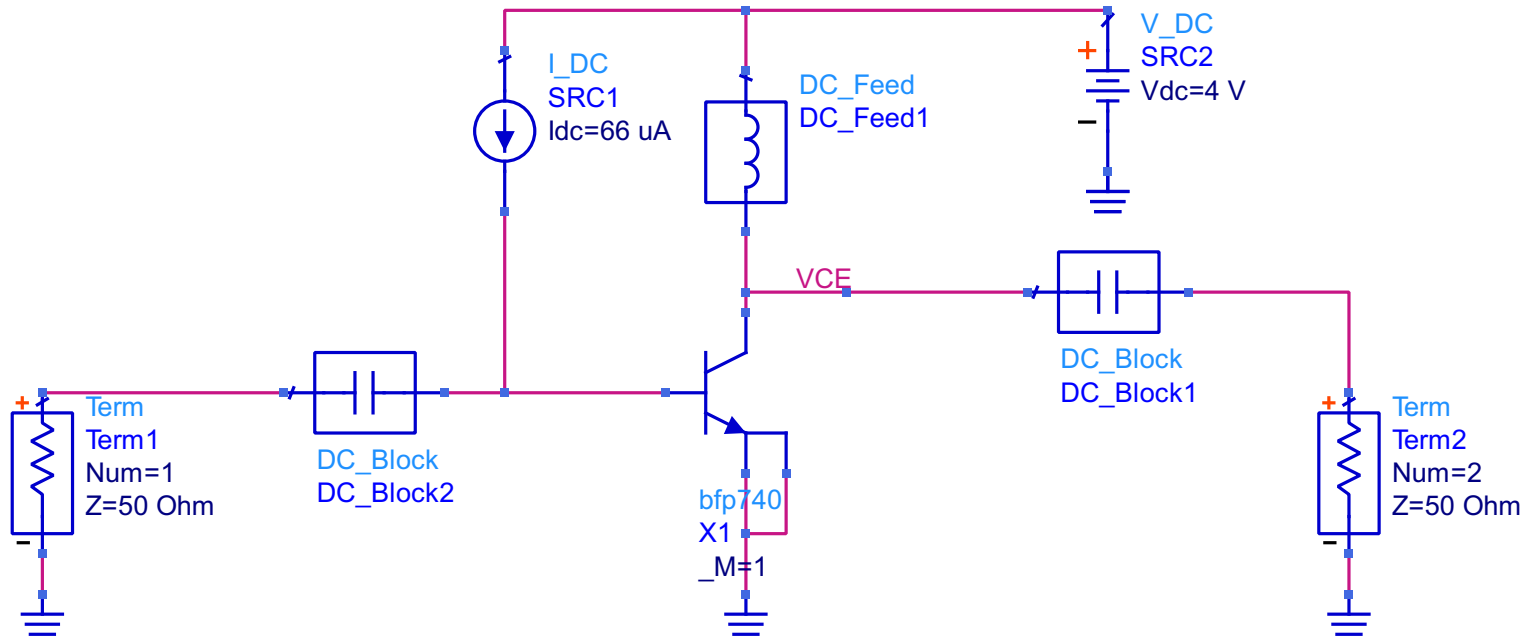 I_DC
SRC1
Idc=66 uA
DC_Feed
DC_Feed1
V_DC
SRC2
Vdc=4 V
+
−
VCE
DC_Block
DC_Block1
+
Term
Term1
Num=1
Z=50 Ohm
−
DC_Block
DC_Block2
bfp740
X1
_M=1
+
Term
Term2
Num=2
Z=50 Ohm
−